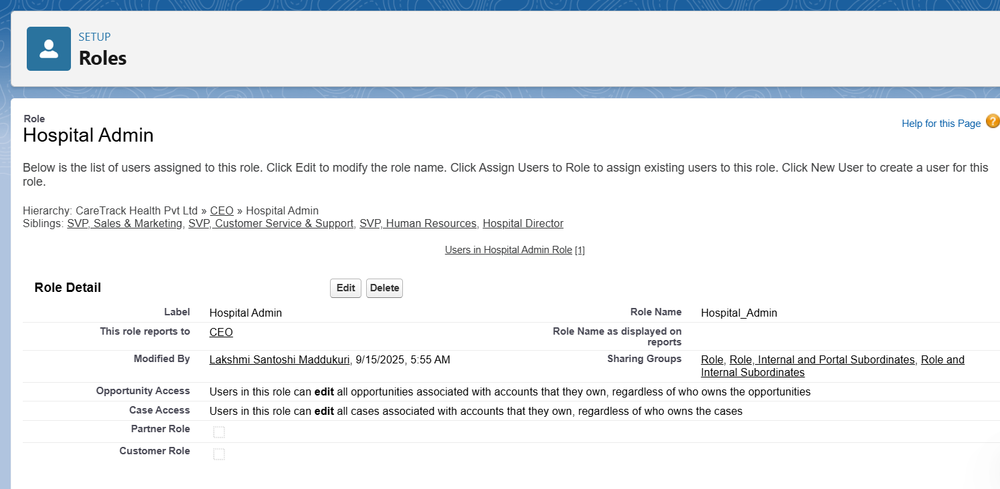 SETUP
Roles
Role
Hospital Admin
Help for this Page ?
Below is the list of users assigned to this role. Click Edit to modify the role name. Click Assign Users to Role to assign existing users to this role. Click New User to create a user for this
role.
Hierarchy: CareTrack Health Pvt Ltd » CEO » Hospital Admin
Siblings: SVP, Sales & Marketing, SVP, Customer Service & Support, SVP, Human Resources, Hospital Director
Users in Hospital Admin Role [1]
Role Detail Edit Delete
Label Hospital Admin Role Name Hospital_Admin
This role reports to CEO Role Name as displayed on
reports
Modified By Lakshmi Santoshi Maddukuri, 9/15/2025, 5:55 AM Sharing Groups Role, Role, Internal and Portal Subordinates, Role and
Internal Subordinates
Opportunity Access Users in this role can edit all opportunities associated with accounts that they own, regardless of who owns the opportunities
Case Access Users in this role can edit all cases associated with accounts that they own, regardless of who owns the cases
Partner Role
Customer Role